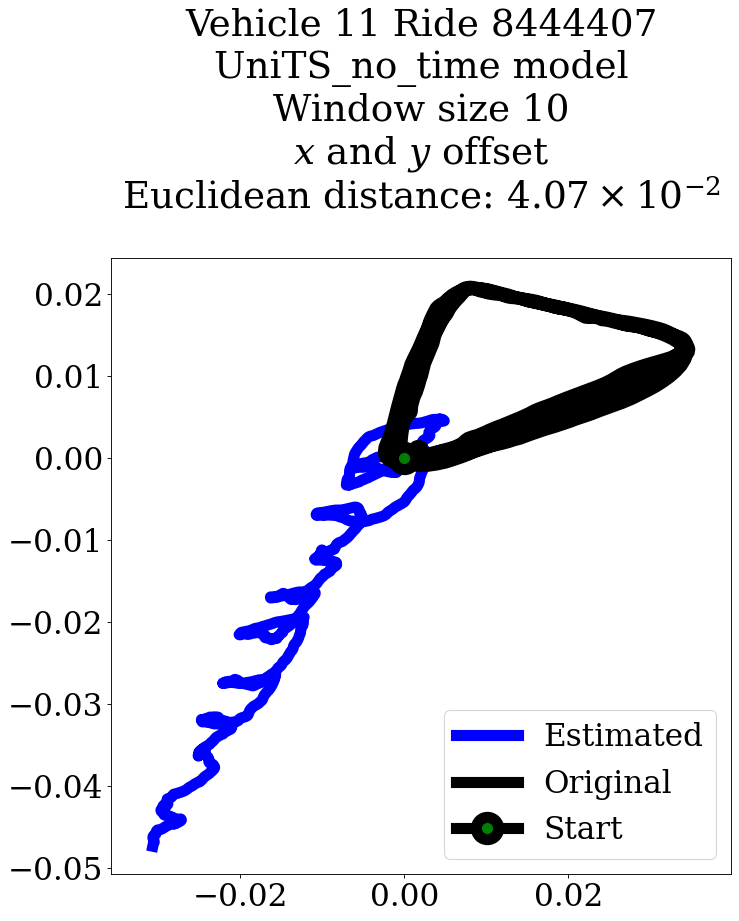 Vehicle 11 Ride 8444407
UniTS_no_time model
Window size 10
x and y offset
Euclidean distance: 4.07 × 10⁻²
0.02
0.01
0.00
−0.01
−0.02
−0.03
−0.04
−0.05
Estimated
Original
Start
−0.02 0.00 0.02